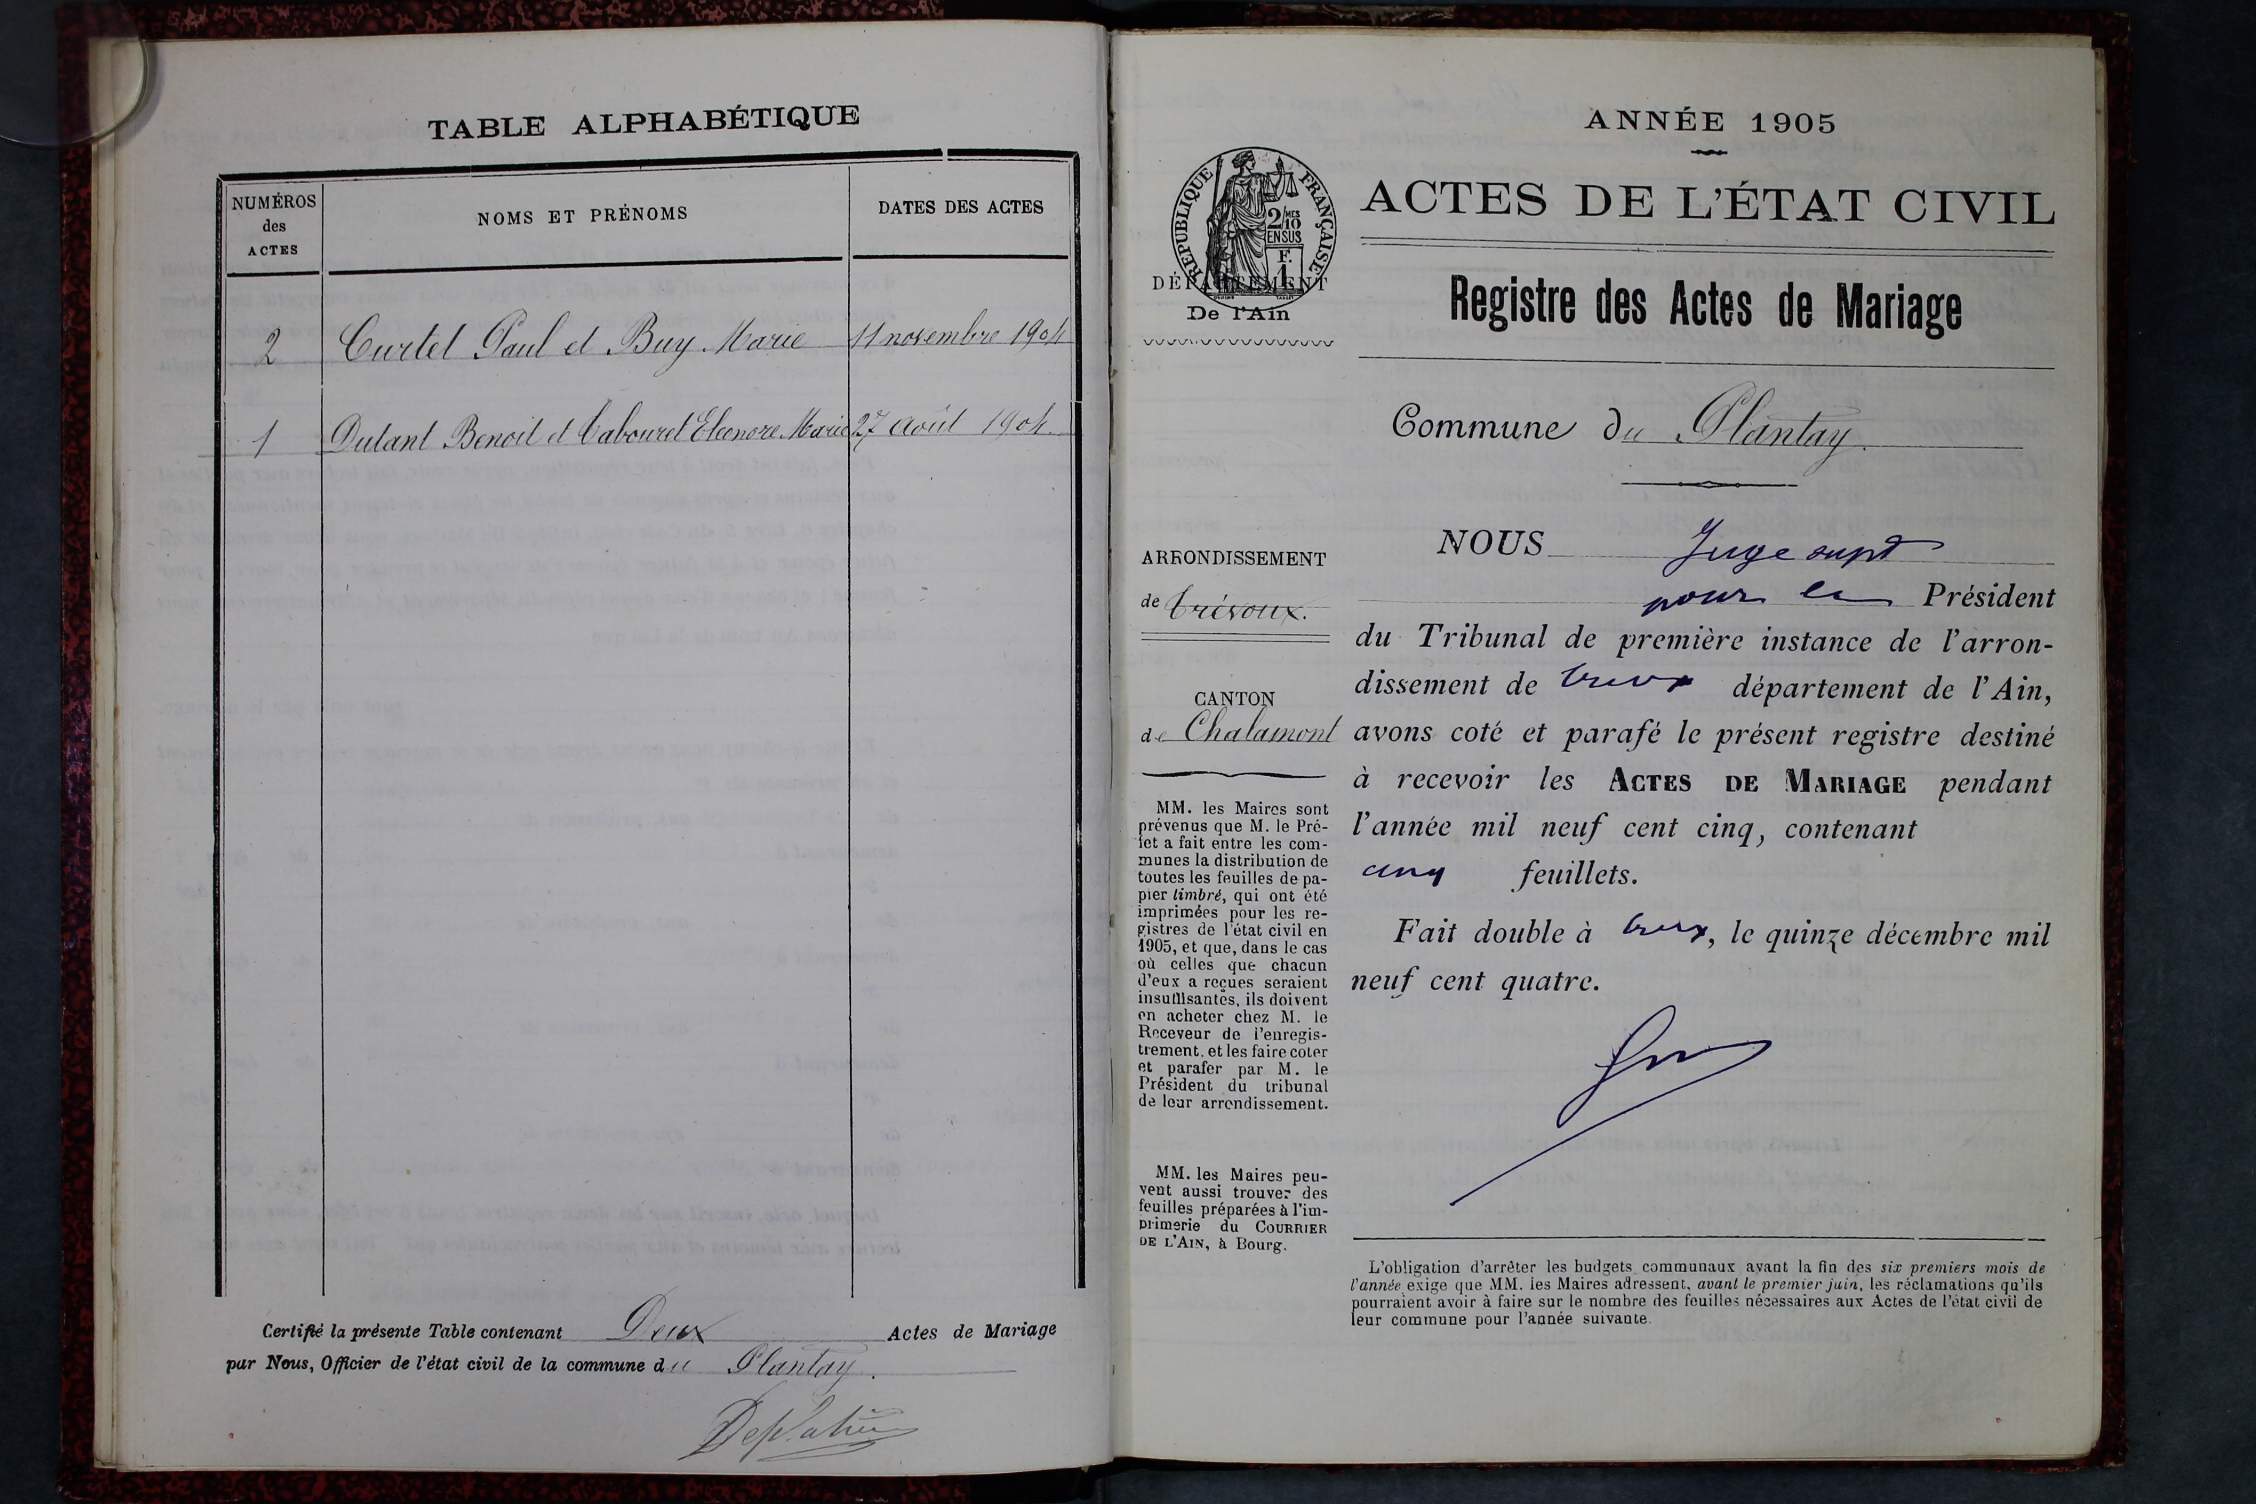 TABLE ALPHABÉTIQUE
NUMÉROS
des
ACTES
NOMS ET PRÉNOMS
DATES DES ACTES
2 Curtet Paul et Buy Marie 11 novembre 1904
1 Dutant Benoit et Cabouret Eleonore Marie 27 août 1904
Certifié la présente Table contenant Deux Actes de Mariage
par Nous, Officier de l'état civil de la commune du Plantay.
ANNÉE 1905
RÉPUBLIQUE FRANÇAISE
2/10 MES
EN SUS
F.
1
DÉPARTEMENT
De l'Ain
ACTES DE L'ÉTAT CIVIL
Registre des Actes de Mariage
Commune du Plantay.
ARRONDISSEMENT
de Trévoux.
CANTON
de Chalamont
MM. les Maires sont
prévenus que M. le Pré-
fet a fait entre les com-
munes la distribution de
toutes les feuilles de pa-
pier timbré, qui ont été
imprimées pour les re-
gistres de l'état civil en
1905, et que, dans le cas
où celles que chacun
d'eux a reçues seraient
insuffisantes, ils doivent
en acheter chez M. le
Receveur de l'enregis-
trement, et les faire coter
et parafer par M. le
Président du tribunal
de leur arrondissement.
MM. les Maires peu-
vent aussi trouver des
feuilles préparées à l'im-
primerie du COURRIER
DE L'AIN, à Bourg.
NOUS Juge supt
pour le Président
du Tribunal de première instance de l'arron-
dissement de Trevx département de l'Ain,
avons coté et parafé le présent registre destiné
à recevoir les ACTES DE MARIAGE pendant
l'année mil neuf cent cinq, contenant
cinq feuillets.
Fait double à Trevx, le quinze décembre mil
neuf cent quatre.
L'obligation d'arrêter les budgets communaux avant la fin des six premiers mois de
l'année exige que MM. les Maires adressent, avant le premier juin, les réclamations qu'ils
pourraient avoir à faire sur le nombre des feuilles nécessaires aux Actes de l'état civil de
leur commune pour l'année suivante.